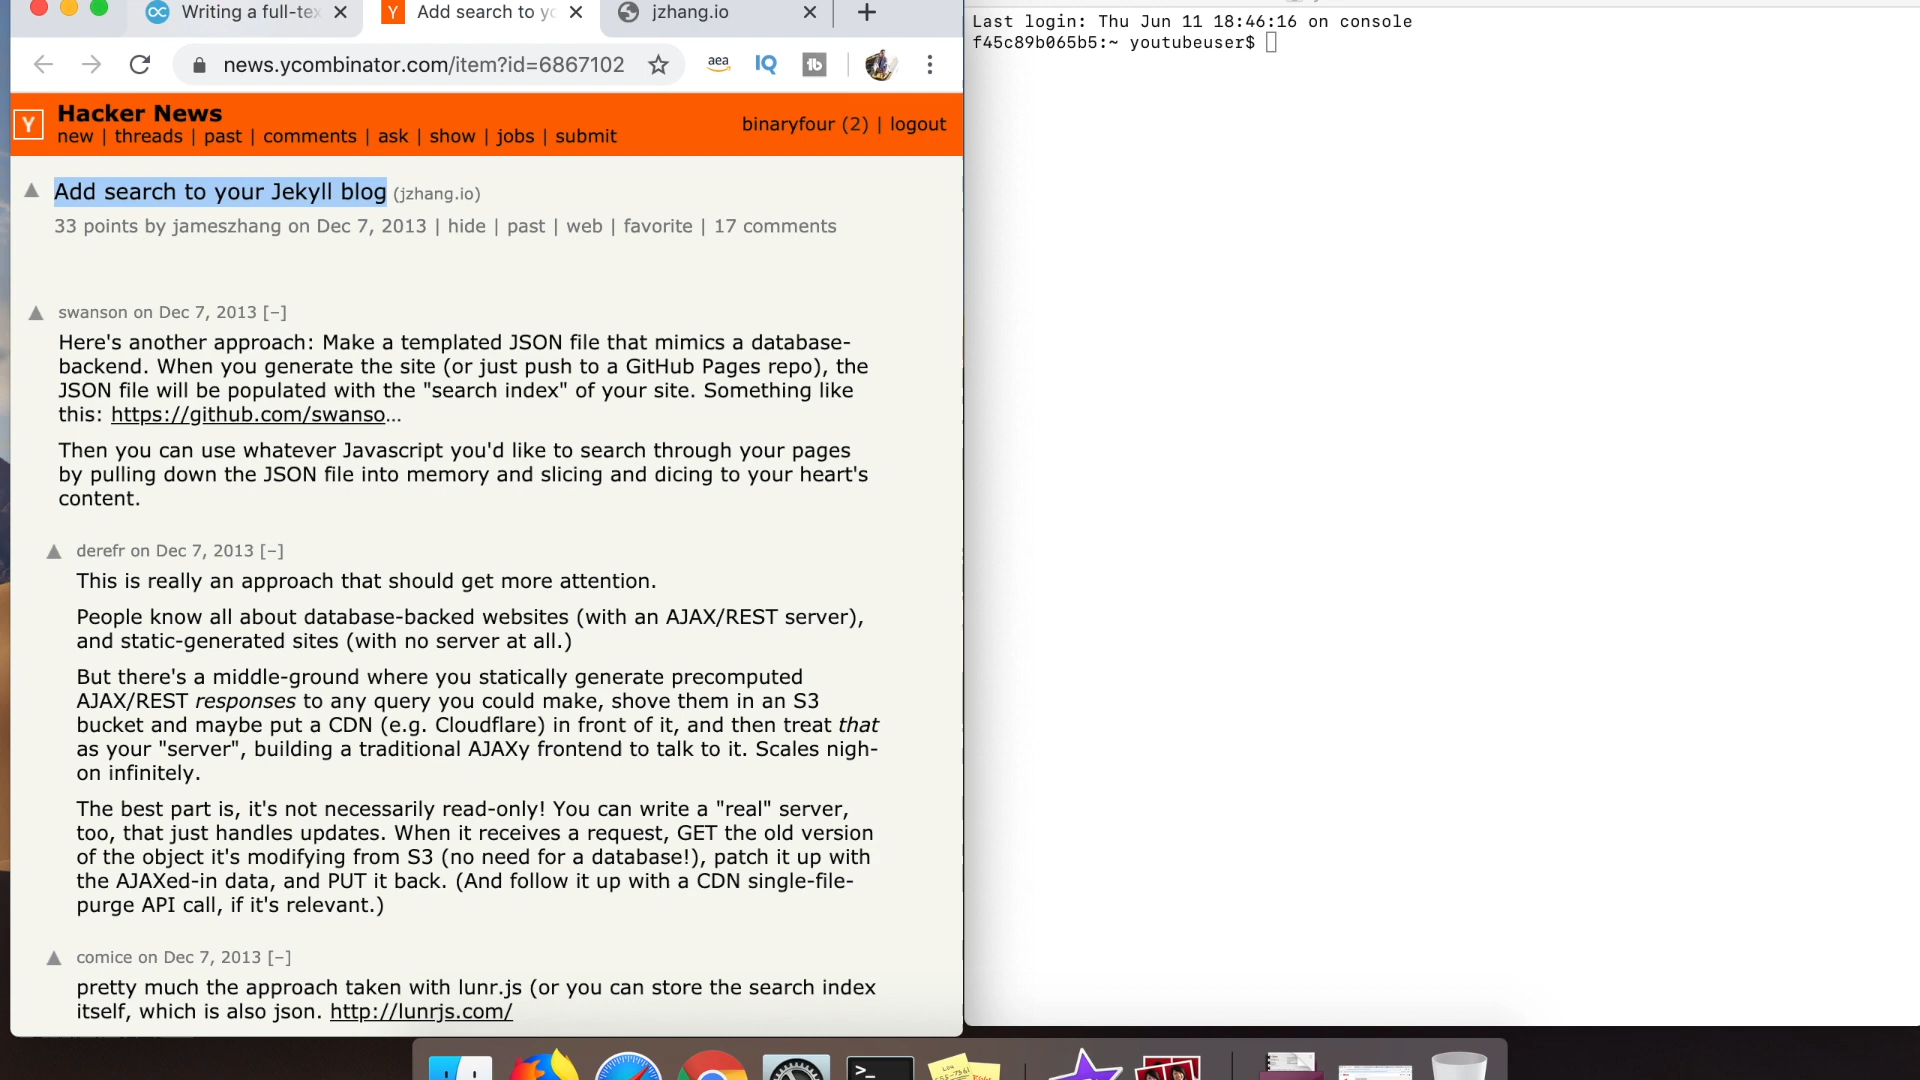 Writing a full-te
Add search to yo
jzhang.io
news.ycombinator.com/item?id=6867102
aea
IQ
Y
Hacker News
new | threads | past | comments | ask | show | jobs | submit
binaryfour (2) | logout
Add search to your Jekyll blog (jzhang.io)
33 points by jameszhang on Dec 7, 2013 | hide | past | web | favorite | 17 comments
swanson on Dec 7, 2013 [-]
Here's another approach: Make a templated JSON file that mimics a database-
backend. When you generate the site (or just push to a GitHub Pages repo), the
JSON file will be populated with the "search index" of your site. Something like
this: https://github.com/swanso...
Then you can use whatever Javascript you'd like to search through your pages
by pulling down the JSON file into memory and slicing and dicing to your heart's
content.
derefr on Dec 7, 2013 [-]
This is really an approach that should get more attention.
People know all about database-backed websites (with an AJAX/REST server),
and static-generated sites (with no server at all.)
But there's a middle-ground where you statically generate precomputed
AJAX/REST responses to any query you could make, shove them in an S3
bucket and maybe put a CDN (e.g. Cloudflare) in front of it, and then treat that
as your "server", building a traditional AJAXy frontend to talk to it. Scales nigh-
on infinitely.
The best part is, it's not necessarily read-only! You can write a "real" server,
too, that just handles updates. When it receives a request, GET the old version
of the object it's modifying from S3 (no need for a database!), patch it up with
the AJAXed-in data, and PUT it back. (And follow it up with a CDN single-file-
purge API call, if it's relevant.)
comice on Dec 7, 2013 [-]
pretty much the approach taken with lunr.js (or you can store the search index
itself, which is also json. http://lunrjs.com/
Last login: Thu Jun 11 18:46:16 on console
f45c89b065b5:~ youtubeuser$